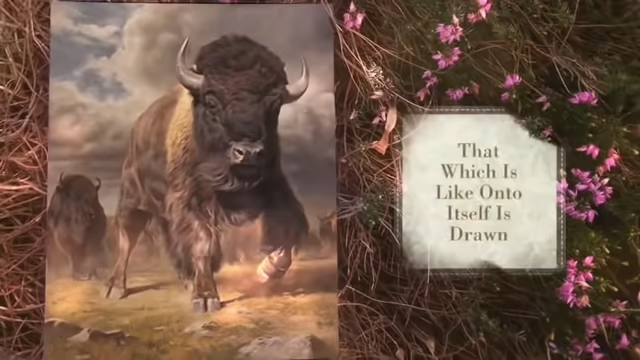 That
Which Is
Like Onto
Itself Is
Drawn